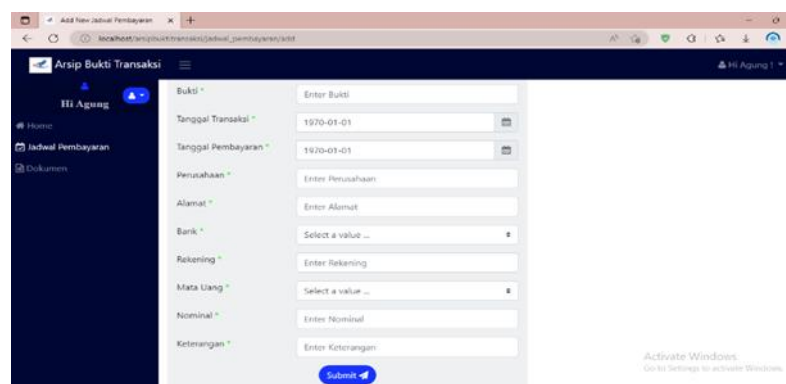 Add New Jadwal Pembayaran
localhost/arsipbuktitransaksi/jadwal_pembayaran/add
Arsip Bukti Transaksi
Hi Agung !
Hi Agung
Home
Jadwal Pembayaran
Dokumen
Bukti *
Enter Bukti
Tanggal Transaksi *
1970-01-01
Tanggal Pembayaran *
1970-01-01
Perusahaan *
Enter Perusahaan
Alamat *
Enter Alamat
Bank *
Select a value ...
Rekening *
Enter Rekening
Mata Uang *
Select a value ...
Nominal *
Enter Nominal
Keterangan *
Enter Keterangan
Submit
Activate Windows
Go to Settings to activate Windows.